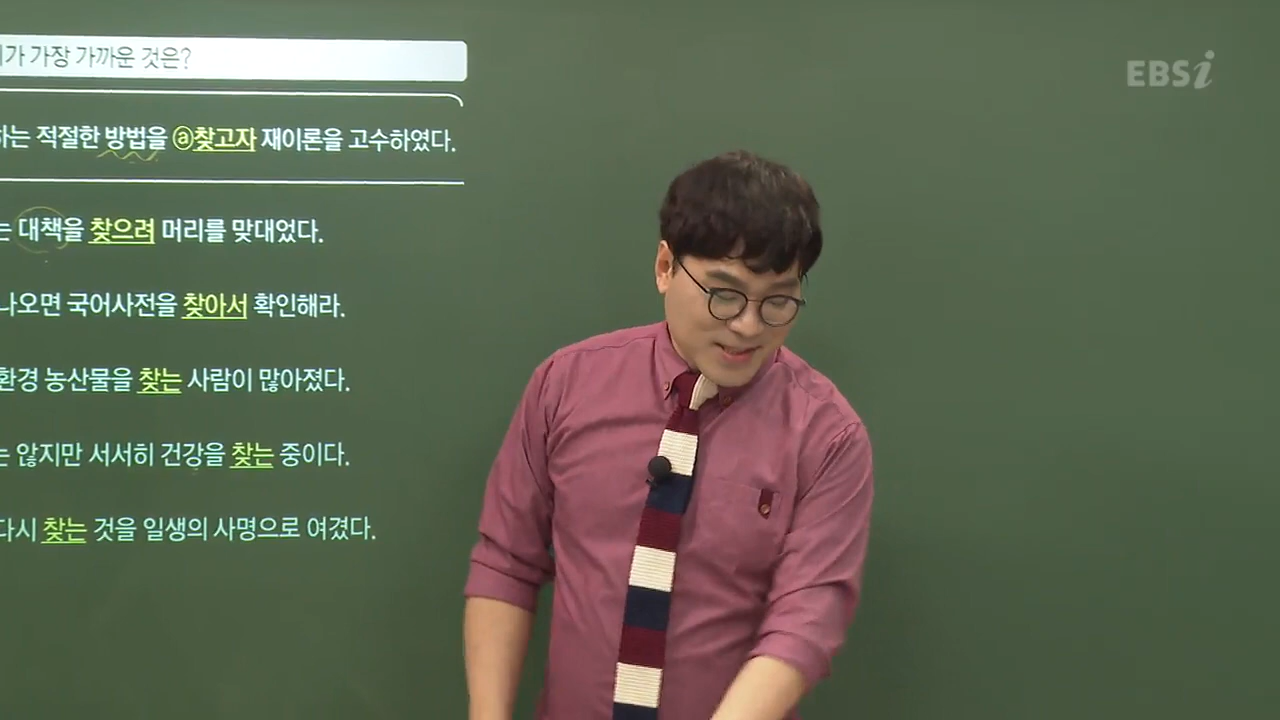 가 가장 가까운 것은?
EBSi
하는 적절한 방법을 ⓐ찾고자 재이론을 고수하였다.
는 대책을 찾으려 머리를 맞대었다.
나오면 국어사전을 찾아서 확인해라.
환경 농산물을 찾는 사람이 많아졌다.
는 않지만 서서히 건강을 찾는 중이다.
다시 찾는 것을 일생의 사명으로 여겼다.